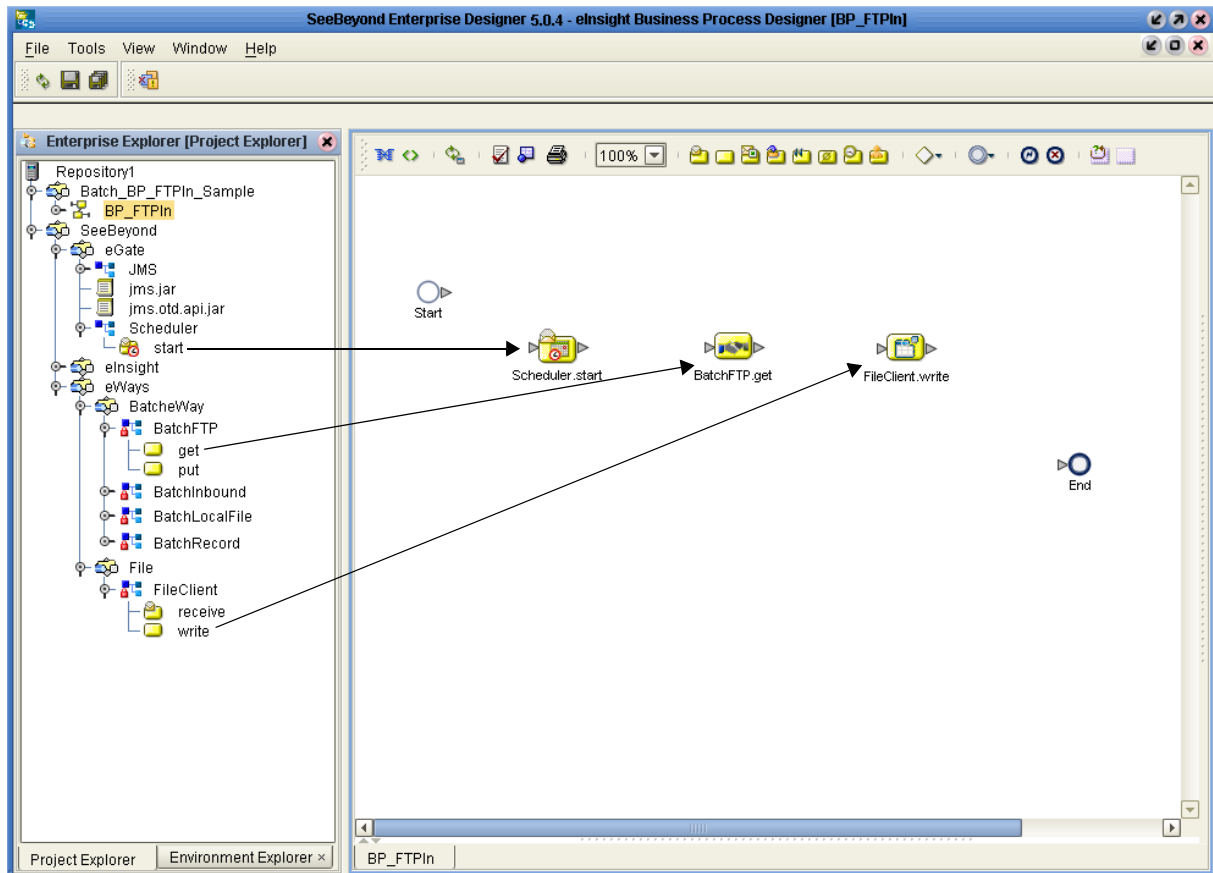 SeeBeyond Enterprise Designer 5.0.4 - eInsight Business Process Designer [BP_FTPIn]
File Tools View Window Help
Enterprise Explorer [Project Explorer]
Repository1
Batch_BP_FTPIn_Sample
BP_FTPIn
SeeBeyond
eGate
JMS
jms.jar
jms.otd.api.jar
Scheduler
start
eInsight
eWays
BatcheWay
BatchFTP
get
put
BatchInbound
BatchLocalFile
BatchRecord
File
FileClient
receive
write
Project Explorer
Environment Explorer ×
100%
Start
Scheduler.start
BatchFTP.get
FileClient.write
End
BP_FTPIn